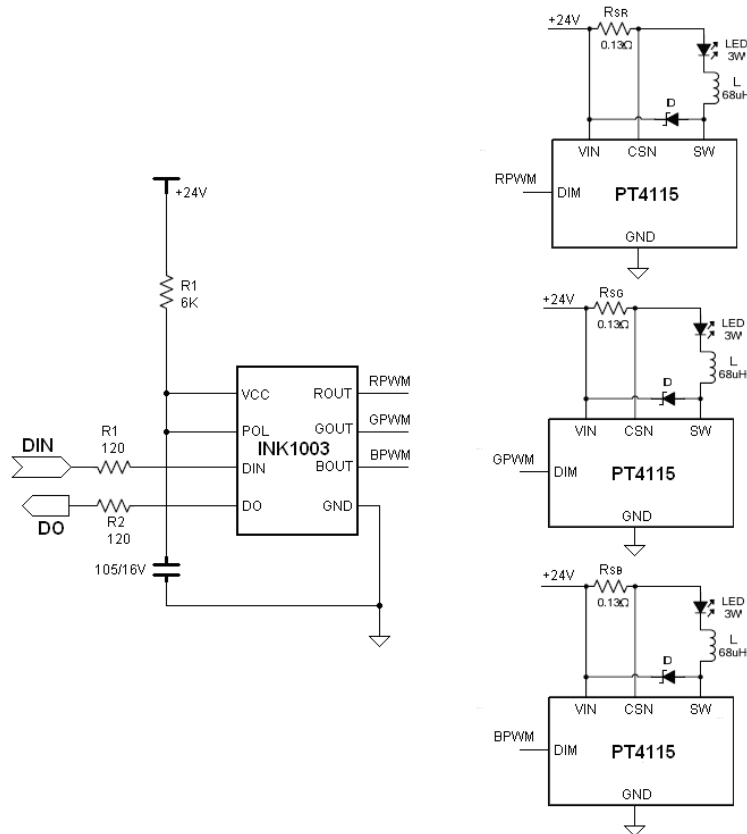 +24V
R1
6K
VCC
POL
DIN
DO
INK1003
ROUT
GOUT
BOUT
GND
RPWM
GPWM
BPWM
DIN
R1
120
DO
R2
120
105/16V
+24V
RSR
0.13Ω
LED
3W
L
68uH
D
VIN
CSN
SW
RPWM
DIM
PT4115
GND
+24V
RSG
0.13Ω
LED
3W
L
68uH
D
VIN
CSN
SW
GPWM
DIM
PT4115
GND
+24V
RSB
0.13Ω
LED
3W
L
68uH
D
VIN
CSN
SW
BPWM
DIM
PT4115
GND